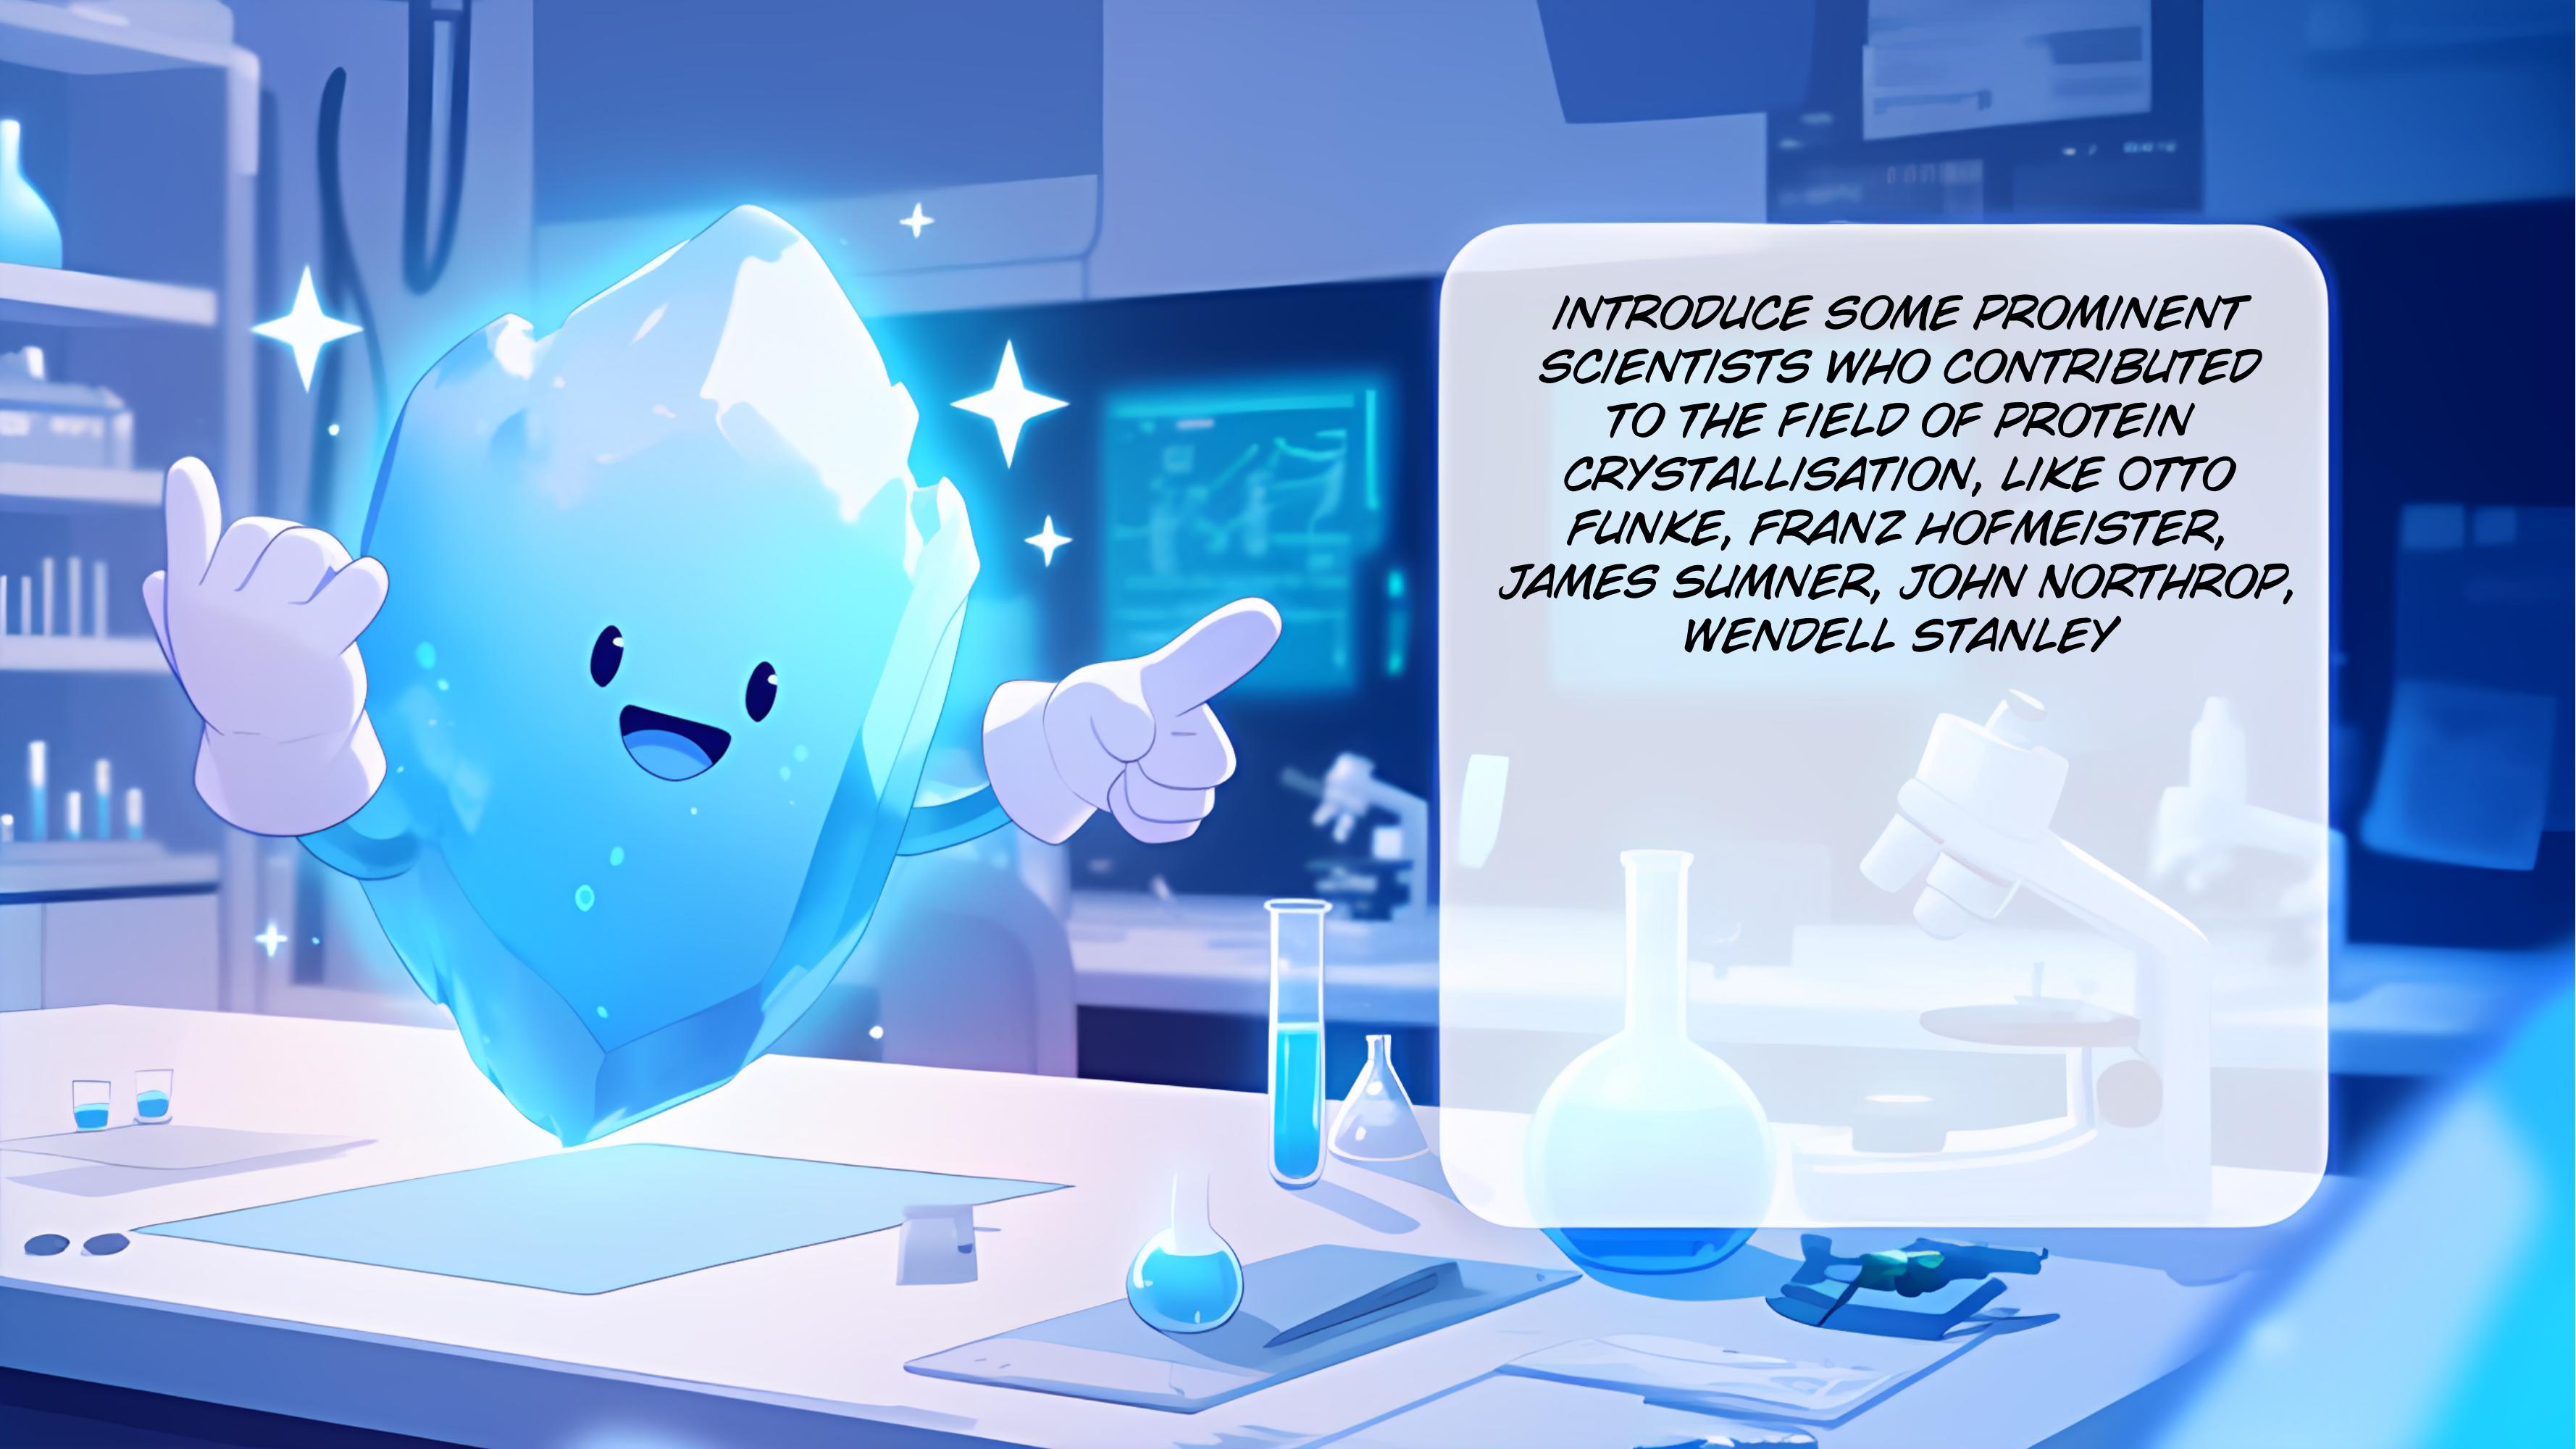 INTRODUCE SOME PROMINENT
SCIENTISTS WHO CONTRIBUTED
TO THE FIELD OF PROTEIN
CRYSTALLISATION, LIKE OTTO
FUNKE, FRANZ HOFMEISTER,
JAMES SUMNER, JOHN NORTHROP,
WENDELL STANLEY